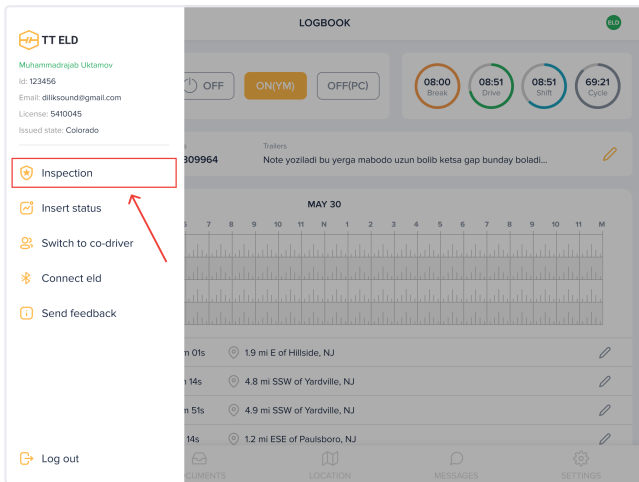 TT ELD
Muhammadrajab Uktamov
Id: 123456
Email: diliksound@gmail.com
License: 5410045
Issued state: Colorado
Inspection
Insert status
Switch to co-driver
Connect eld
Send feedback
Log out
LOGBOOK
ELD
OFF
ON(YM)
OFF(PC)
08:00
Break
08:51
Drive
08:51
Shift
69:21
Cycle
309964
Trailers
Note yoziladi bu yerga mabodo uzun bolib ketsa gap bunday boladi...
MAY 30
7 8 9 10 11 N 1 2 3 4 5 6 7 8 9 10 11 M
01s
1.9 mi E of Hillside, NJ
14s
4.8 mi SSW of Yardville, NJ
51s
4.9 mi SSW of Yardville, NJ
14s
1.2 mi ESE of Paulsboro, NJ
CUMENTS
LOCATION
MESSAGES
SETTINGS